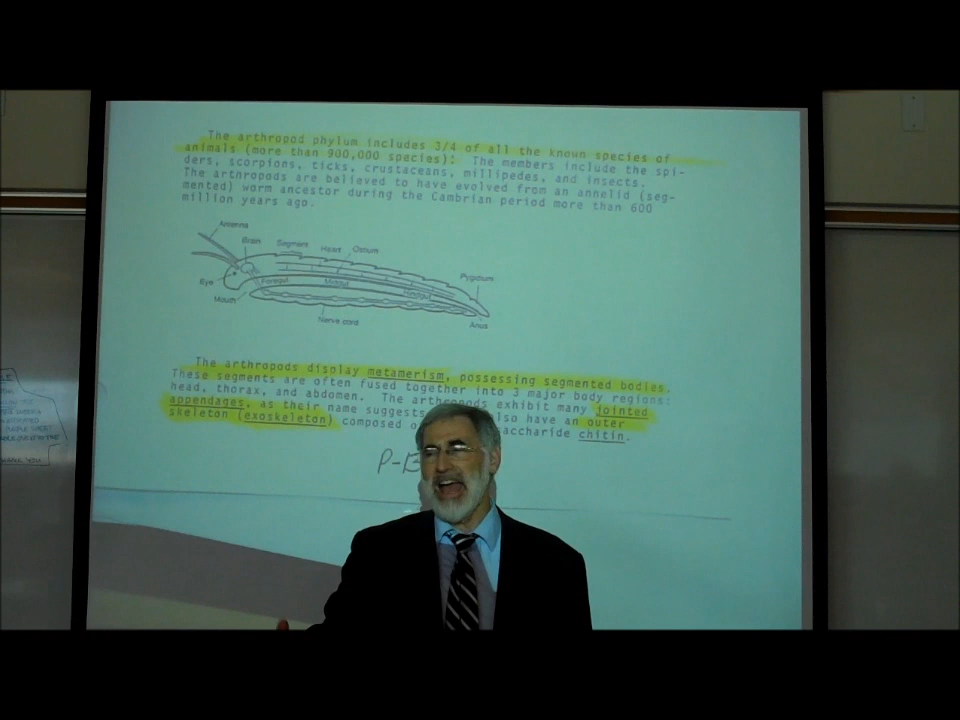 The arthropod phylum includes 3/4 of all the known species of
animals (more than 900,000 species): The members include the spi-
ders, scorpions, ticks, crustaceans, millipedes, and insects.
The arthropods are believed to have evolved from an annelid (seg-
mented) worm ancestor during the Cambrian period more than 600
million years ago.
Antenna
Brain Segment Heart Ostium
Pygidium
Eye Foregut Midgut Hindgut
Mouth
Nerve cord
Anus
The arthropods display metamerism, possessing segmented bodies.
These segments are often fused together into 3 major body regions:
head, thorax, and abdomen. The arthropods exhibit many jointed
appendages, as their name suggests also have an outer
skeleton (exoskeleton) composed chitin.